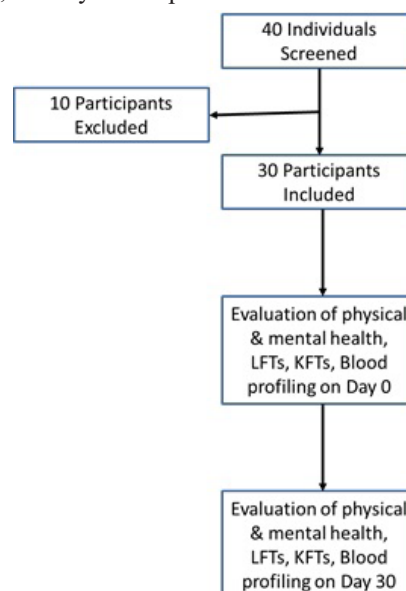 40 Individuals
Screened
10 Participants
Excluded
30 Participants
Included
Evaluation of physical
& mental health,
LFTs, KFTs, Blood
profiling on Day 0
Evaluation of physical
& mental health,
LFTs, KFTs, Blood
profiling on Day 30